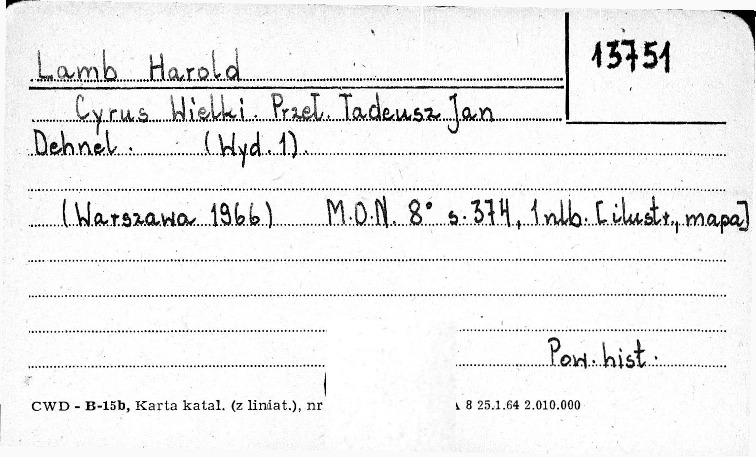 13751
Lamb Harold
Cyrus Wielki. Przeł. Tadeusz Jan
Dehnel. (Wyd. 1).
(Warszawa 1966) M.O.N. 8° s. 374, 1 nlb. [ilustr., mapa]
Pow. hist.
CWD - B-15b, Karta katal. (z liniat.), nr
8 25.1.64 2.010.000